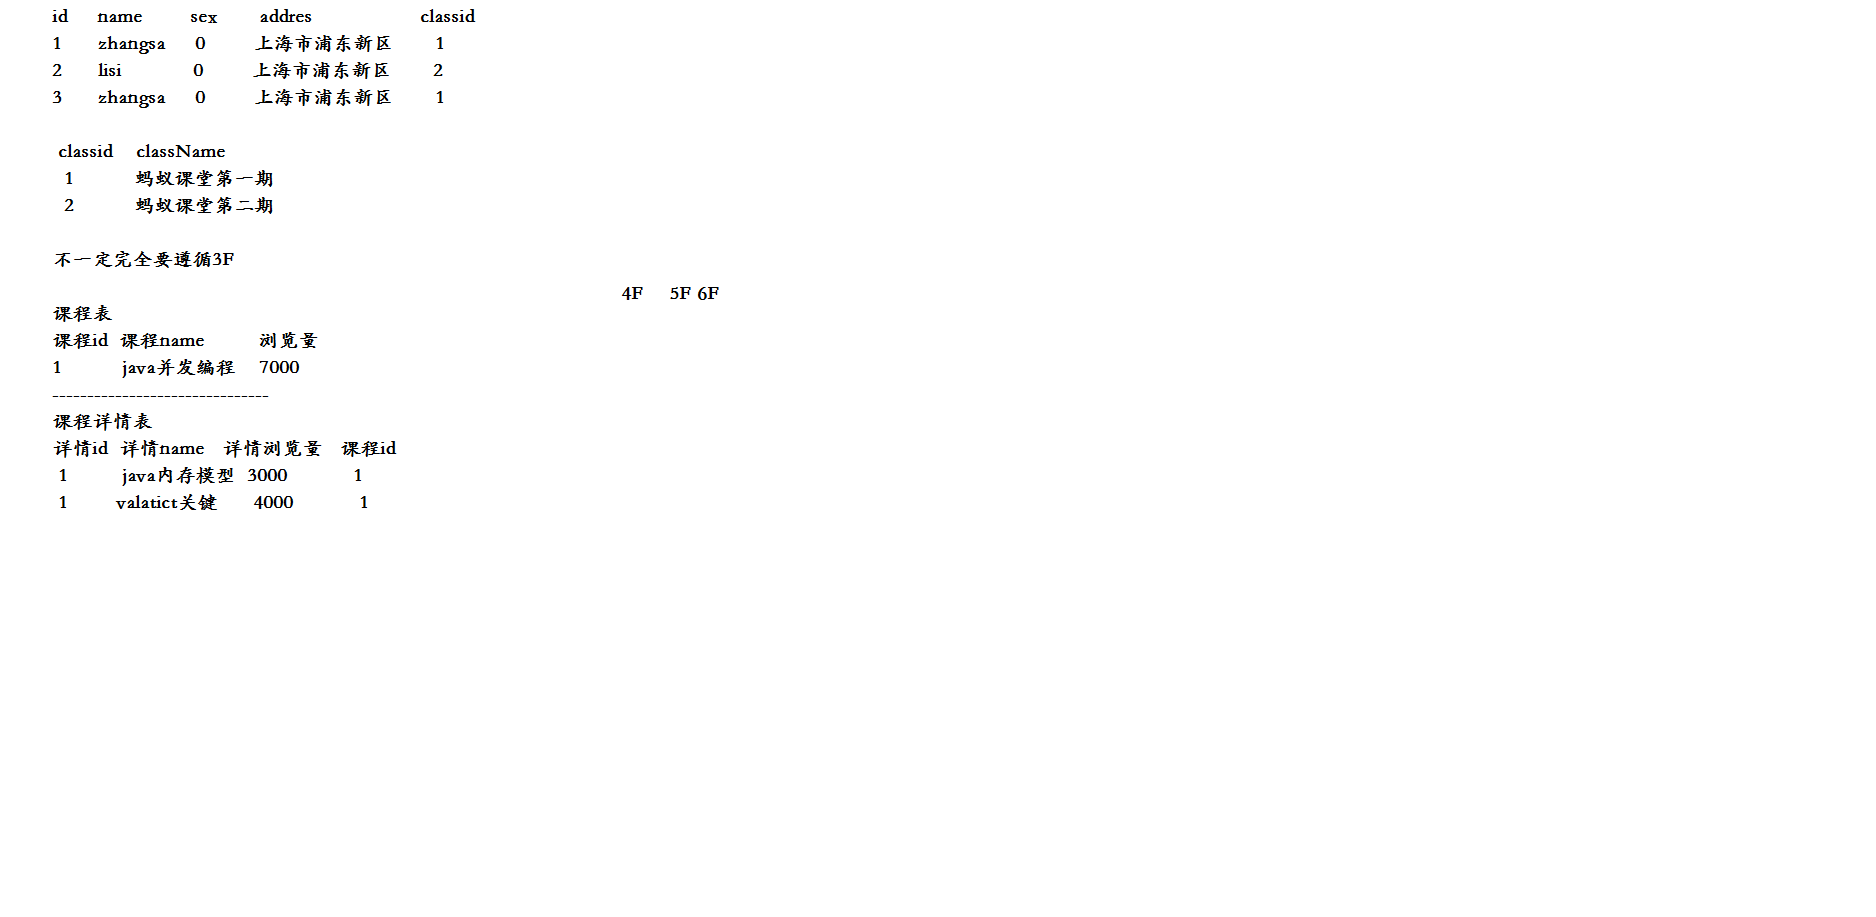 id name sex addres classid
1 zhangsa 0 上海市浦东新区 1
2 lisi 0 上海市浦东新区 2
3 zhangsa 0 上海市浦东新区 1
classid className
1 蚂蚁课堂第一期
2 蚂蚁课堂第二期
不一定完全要遵循3F
4F 5F 6F
课程表
课程id 课程name 浏览量
1 java并发编程 7000
-------------------------------
课程详情表
详情id 详情name 详情浏览量 课程id
1 java内存模型 3000 1
1 valatict关键 4000 1